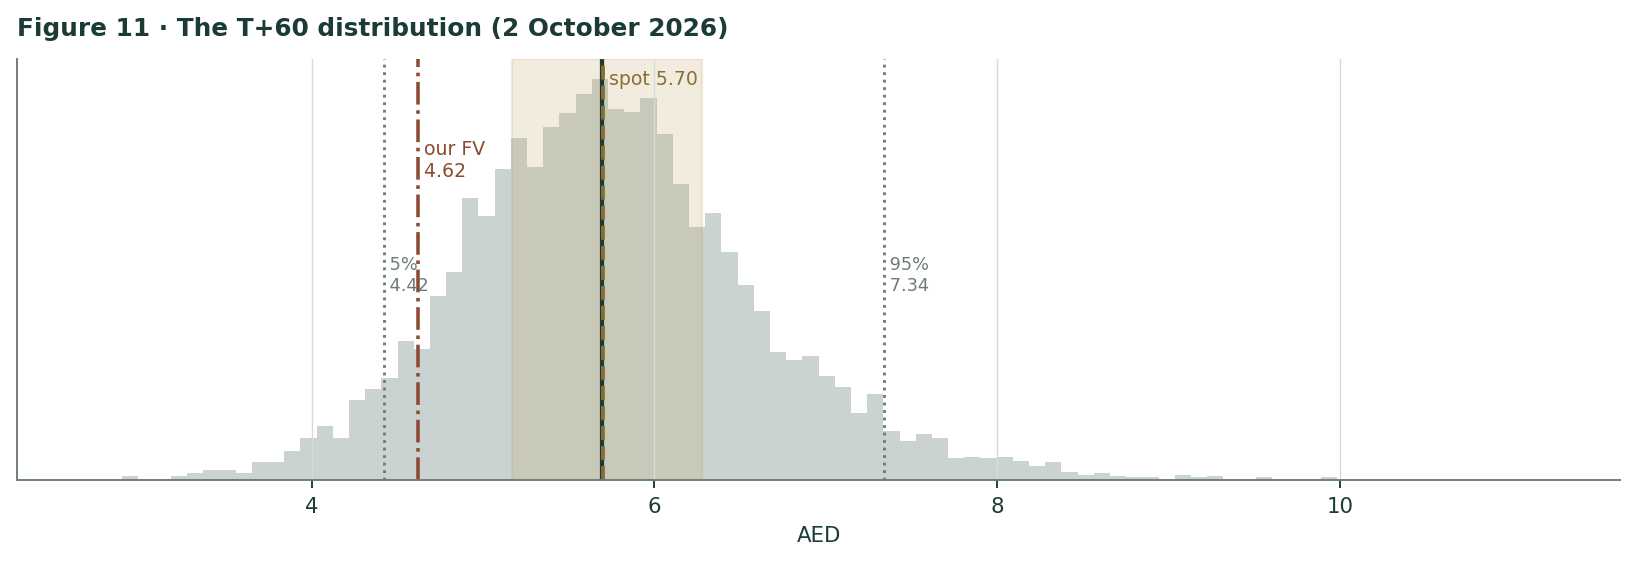 Figure 11 · The T+60 distribution (2 October 2026)
spot 5.70
our FV
4.62
5%
4.42
95%
7.34
4
6
8
10
AED